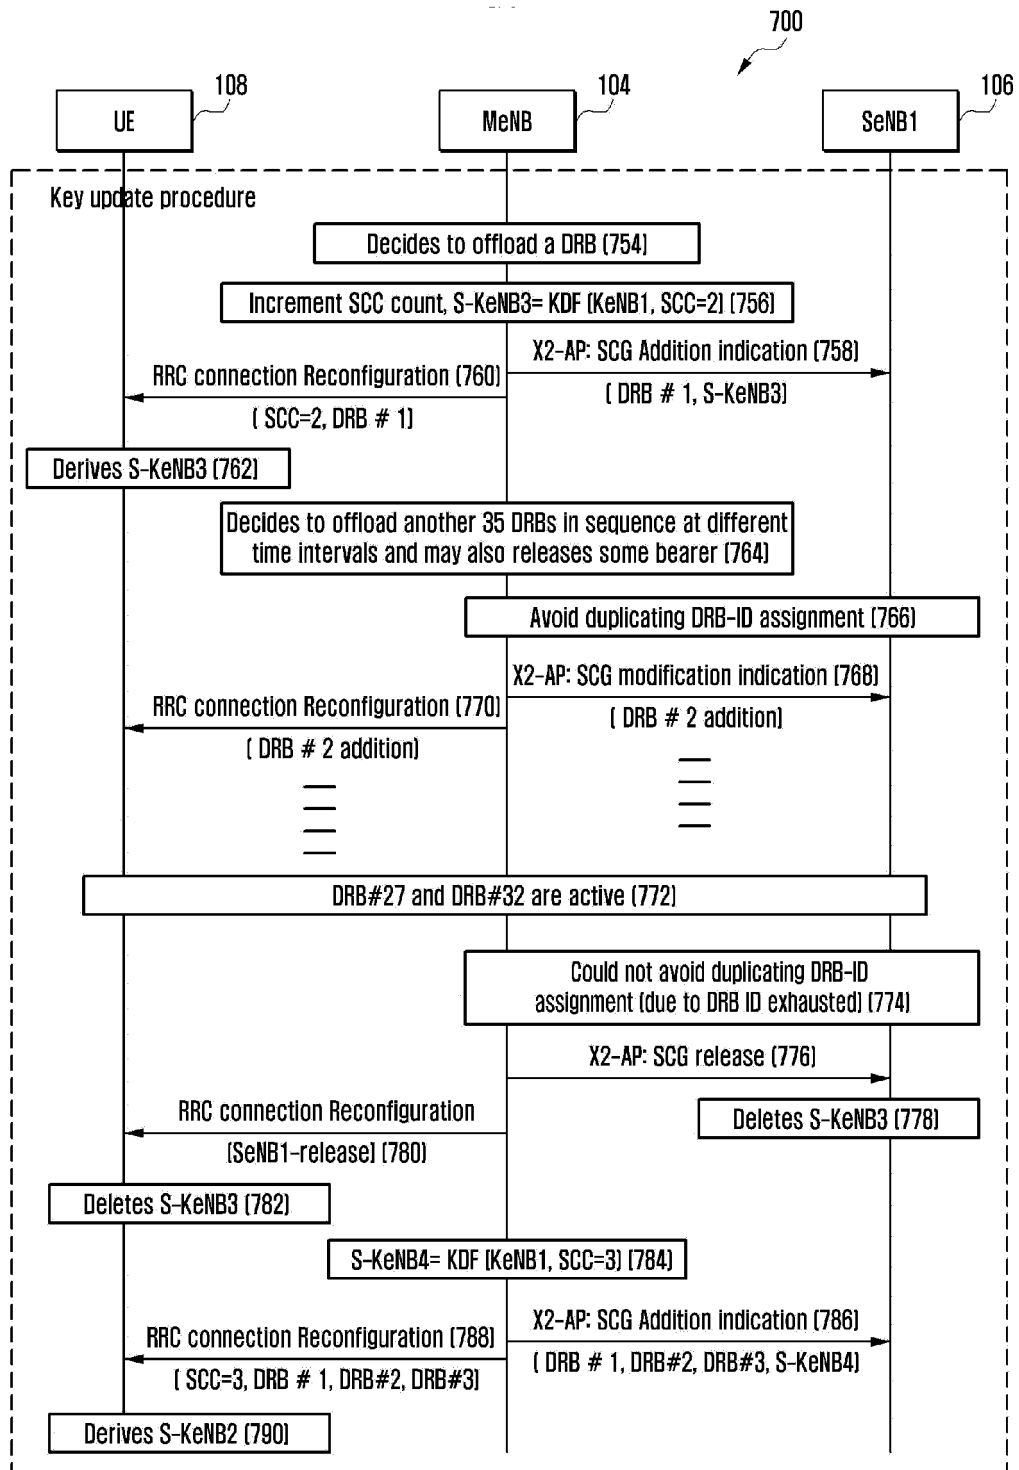 700
108
104
106
UE
MeNB
SeNB1
Key update procedure
Decides to offload a DRB (754)
Increment SCC count, S-KeNB3= KDF (KeNB1, SCC=2) (756)
X2-AP: SCG Addition indication (758)
RRC connection Reconfiguration (760)
( DRB # 1, S-KeNB3)
( SCC=2, DRB # 1)
Derives S-KeNB3 (762)
Decides to offload another 35 DRBs in sequence at different
time intervals and may also releases some bearer (764)
Avoid duplicating DRB-ID assignment (766)
X2-AP: SCG modification indication (768)
RRC connection Reconfiguration (770)
( DRB # 2 addition)
( DRB # 2 addition)
DRB#27 and DRB#32 are active (772)
Could not avoid duplicating DRB-ID
assignment (due to DRB ID exhausted) (774)
X2-AP: SCG release (776)
RRC connection Reconfiguration
Deletes S-KeNB3 (778)
(SeNB1-release) (780)
Deletes S-KeNB3 (782)
S-KeNB4= KDF (KeNB1, SCC=3) (784)
X2-AP: SCG Addition indication (786)
RRC connection Reconfiguration (788)
( DRB # 1, DRB#2, DRB#3, S-KeNB4)
( SCC=3, DRB # 1, DRB#2, DRB#3)
Derives S-KeNB2 (790)